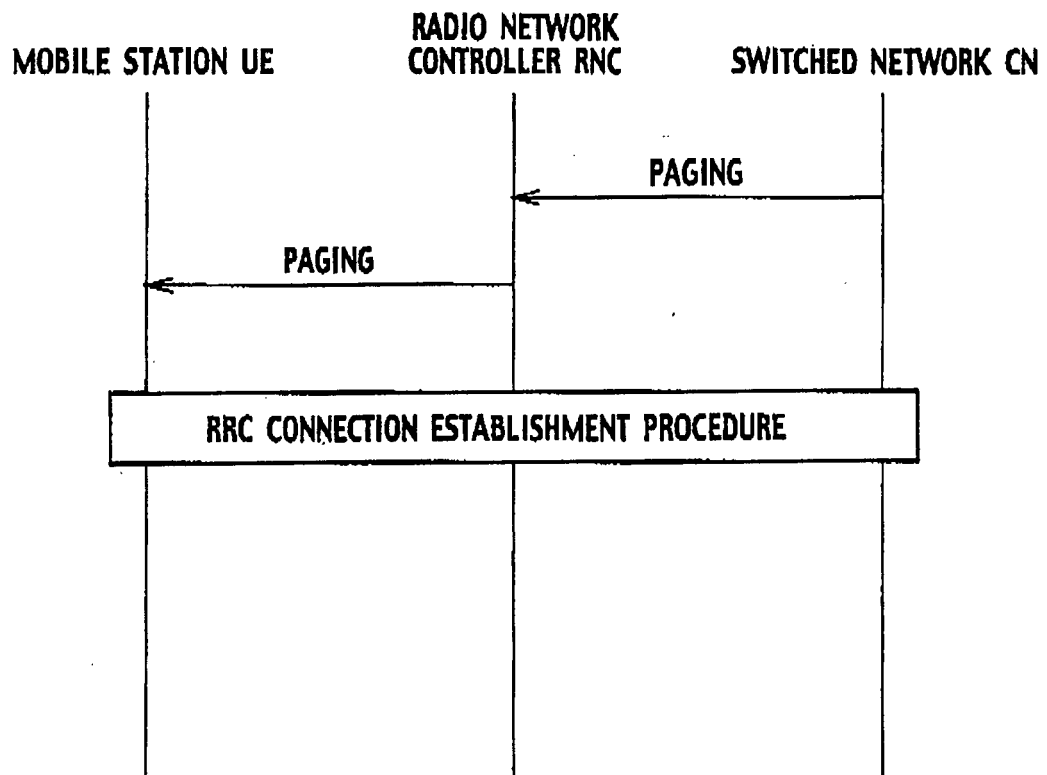 MOBILE STATION UE
RADIO NETWORK
CONTROLLER RNC
SWITCHED NETWORK CN
PAGING
PAGING
RRC CONNECTION ESTABLISHMENT PROCEDURE